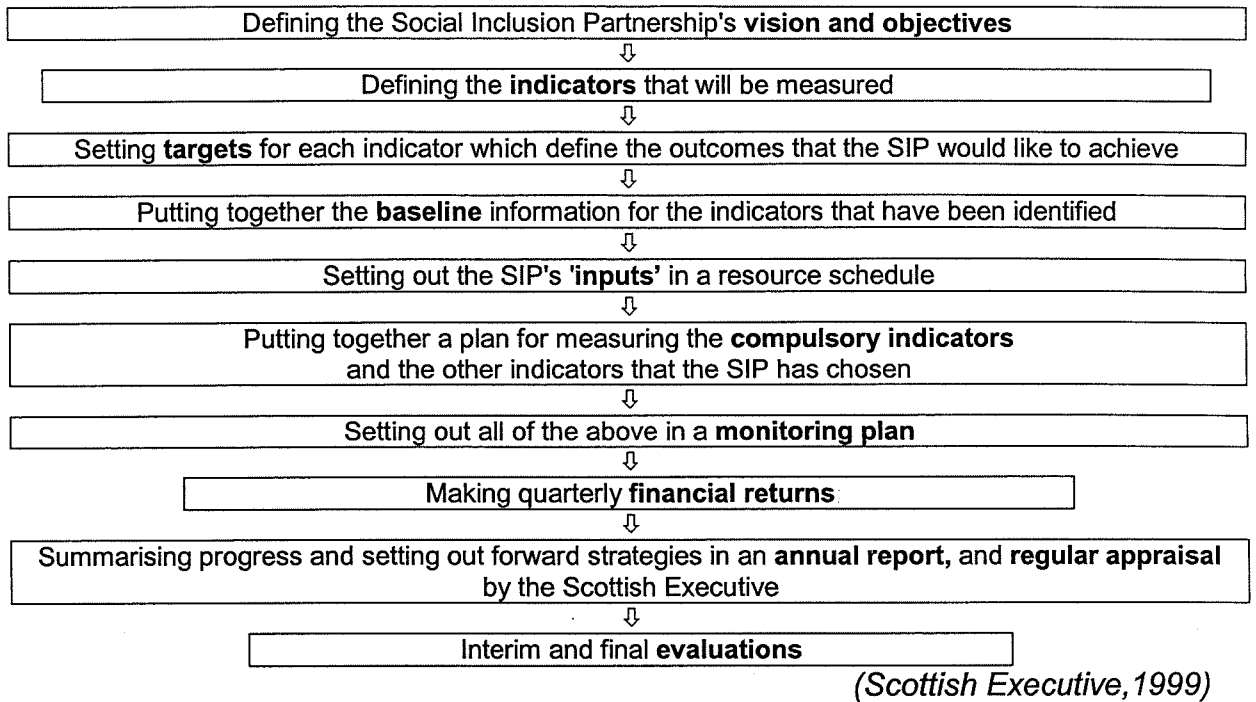 Defining the Social Inclusion Partnership's vision and objectives
Defining the indicators that will be measured
Setting targets for each indicator which define the outcomes that the SIP would like to achieve
Putting together the baseline information for the indicators that have been identified
Setting out the SIP's 'inputs' in a resource schedule
Putting together a plan for measuring the compulsory indicators
and the other indicators that the SIP has chosen
Setting out all of the above in a monitoring plan
Making quarterly financial returns
Summarising progress and setting out forward strategies in an annual report, and regular appraisal
by the Scottish Executive
Interim and final evaluations
(Scottish Executive, 1999)